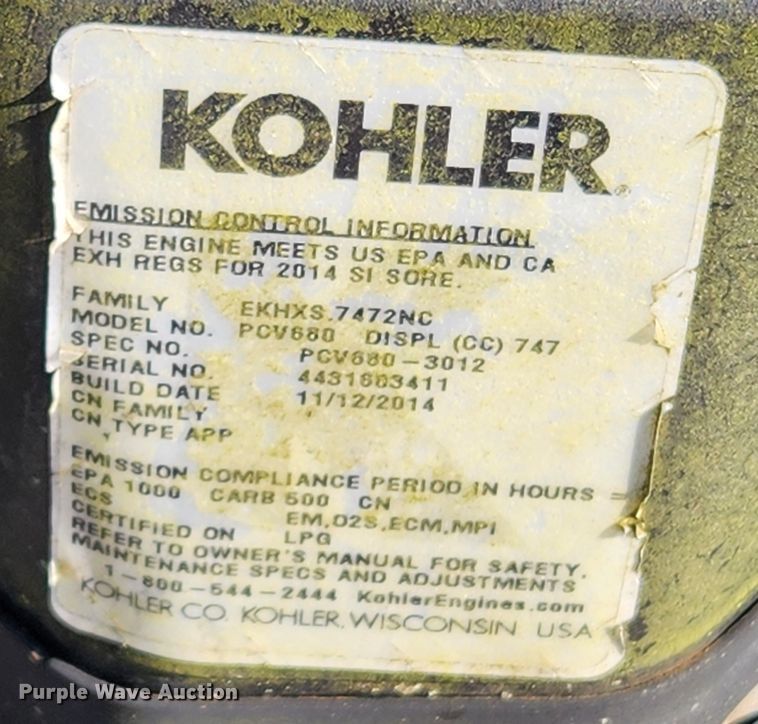 KOHLER®
EMISSION CONTROL INFORMATION
THIS ENGINE MEETS US EPA AND CA
EXH REGS FOR 2014 SI SORE.
FAMILY EKHXS.7472NC
MODEL NO. PCV680 DISPL (CC) 747
SPEC NO. PCV680-3012
SERIAL NO. 4431603411
BUILD DATE 11/12/2014
CN FAMILY
CN TYPE APP
EMISSION COMPLIANCE PERIOD IN HOURS =
EPA 1000 CARB 500 CN
ECS EM,O2S,ECM,MPI
CERTIFIED ON LPG
REFER TO OWNER'S MANUAL FOR SAFETY,
MAINTENANCE SPECS AND ADJUSTMENTS
1-800-544-2444 KohlerEngines.com
KOHLER CO. KOHLER, WISCONSIN USA
Purple Wave Auction